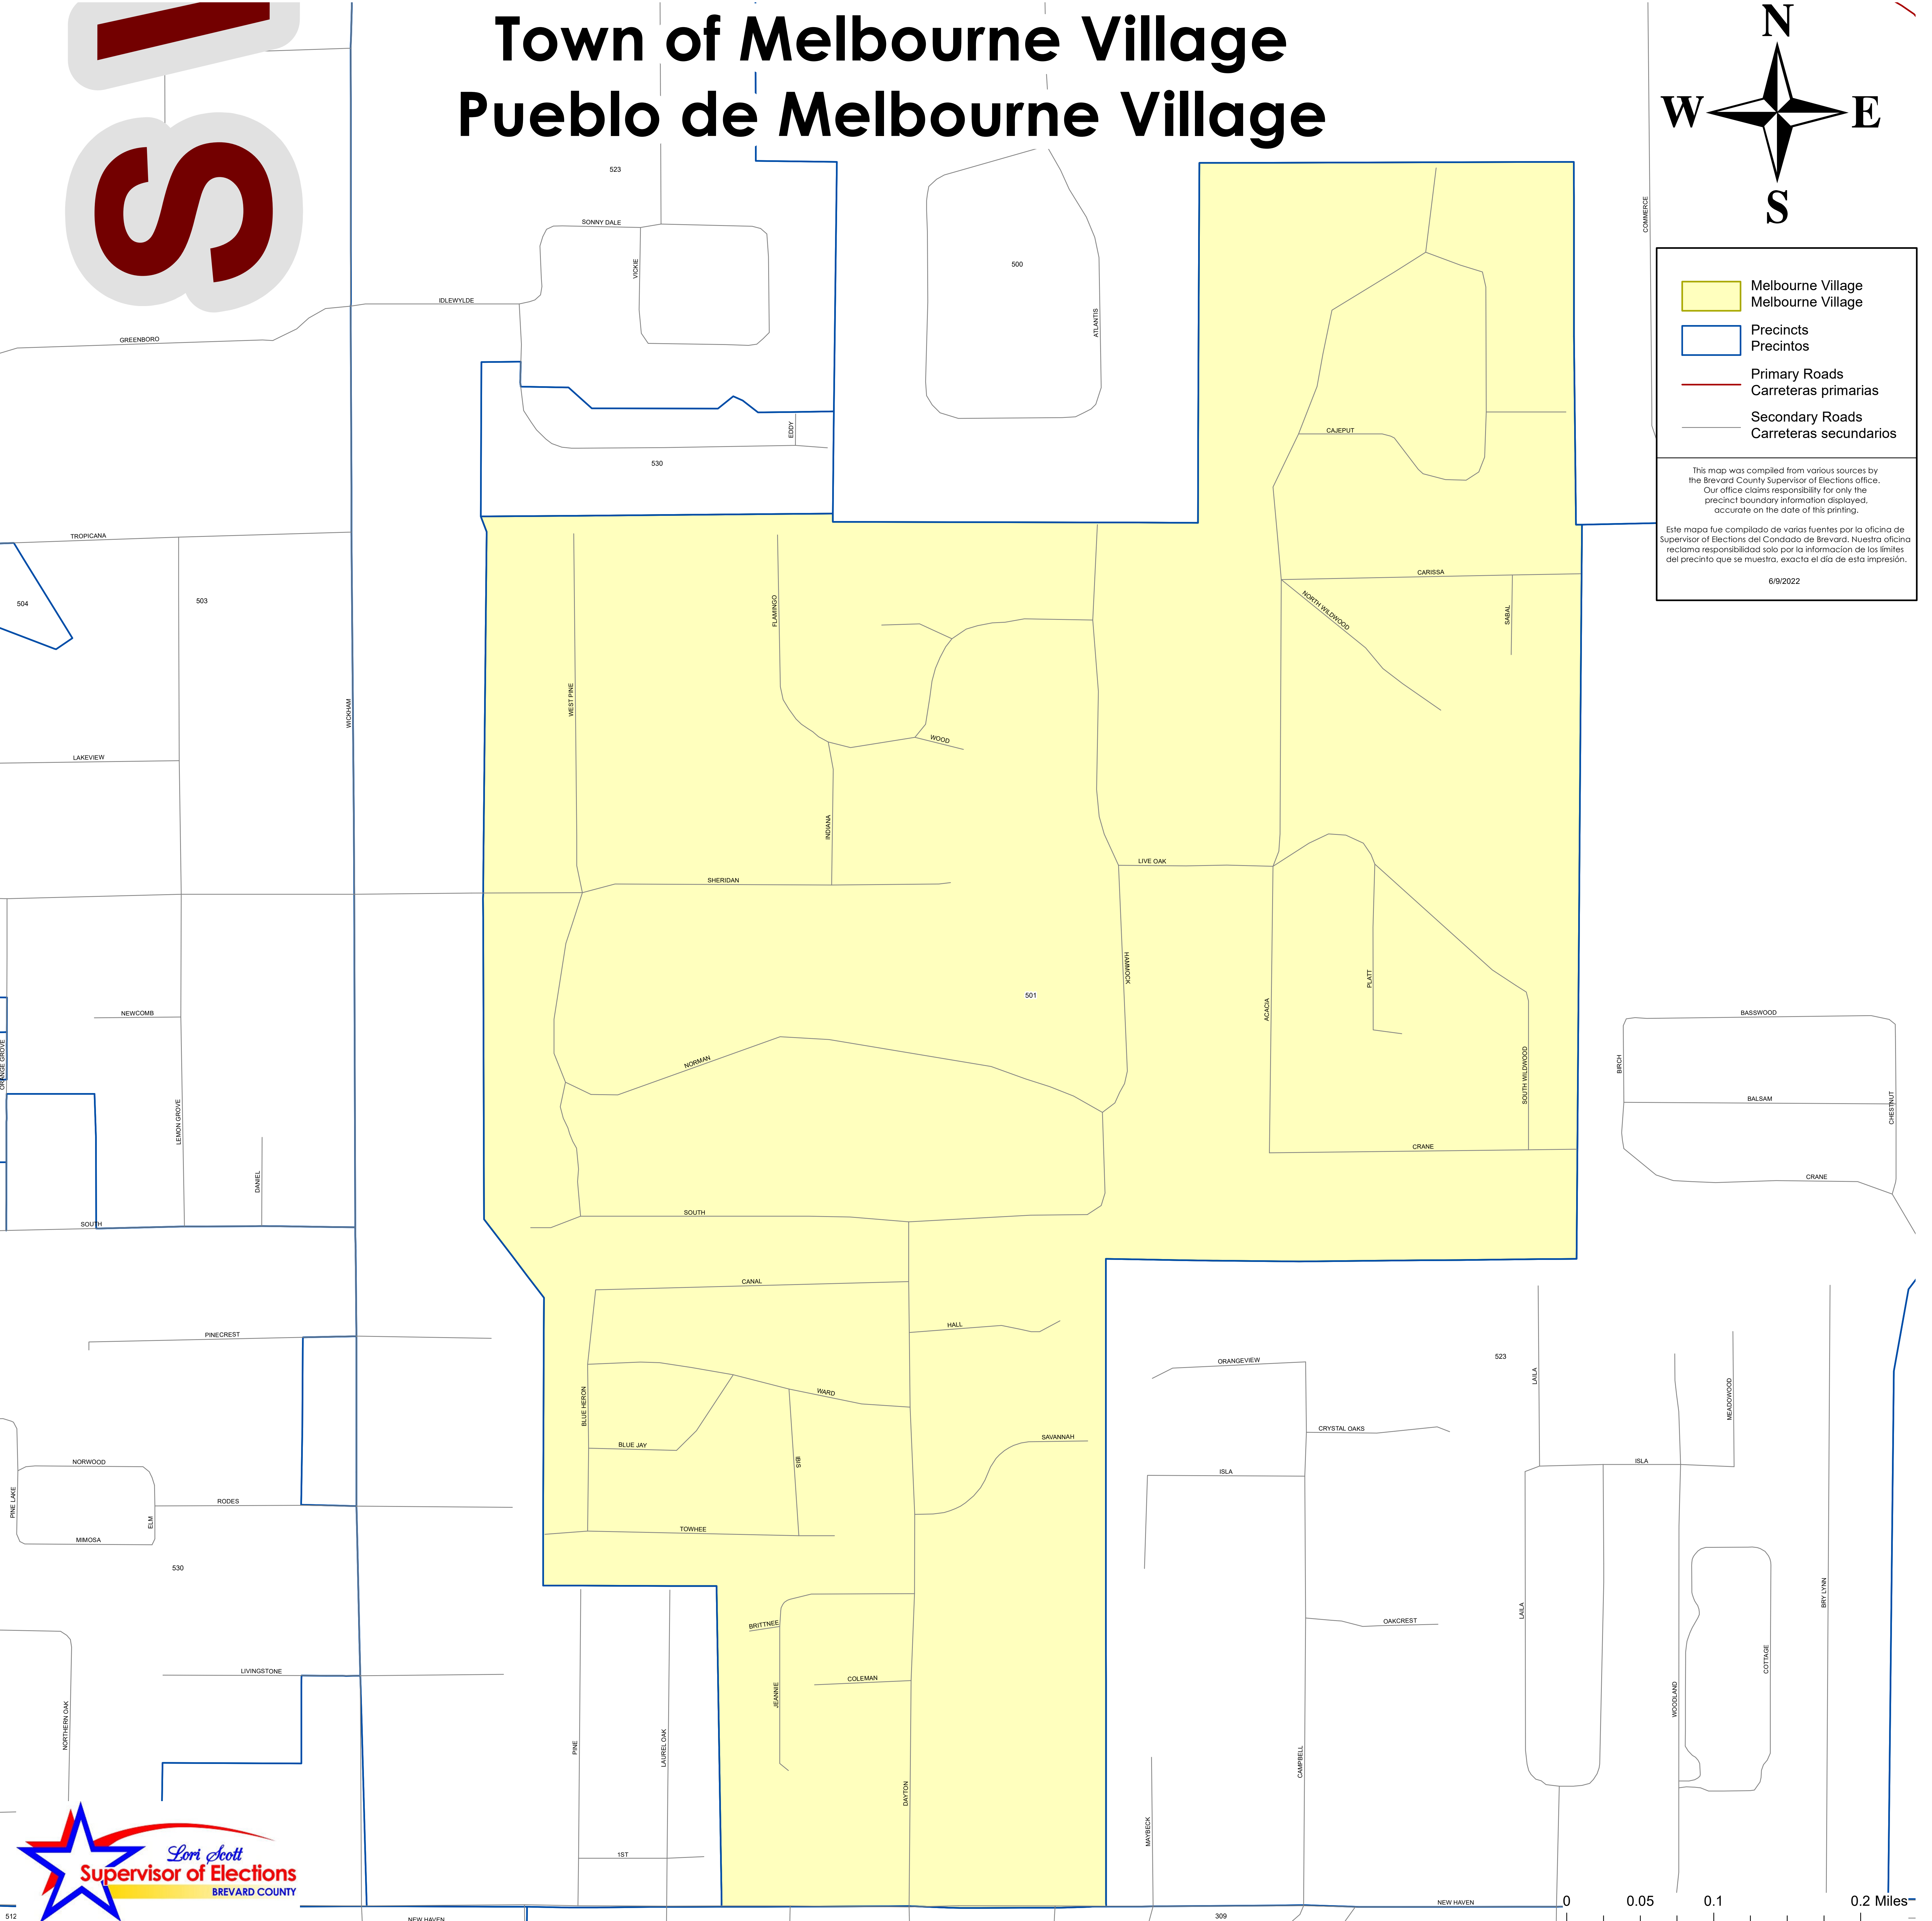 Town of Melbourne Village
Pueblo de Melbourne Village
N
W
E
S
S
523
SONNY DALE
VICKIE
500
ATLANTIS
COMMERCE
IDLEWYLDE
GREENBORO
EDDY
530
CAJEPUT
Melbourne Village
Melbourne Village
Precincts
Precintos
Primary Roads
Carreteras primarias
Secondary Roads
Carreteras secundarios
This map was compiled from various sources by
the Brevard County Supervisor of Elections office.
Our office claims responsibility for only the
precinct boundary information displayed,
accurate on the date of this printing.
Este mapa fue compilado de varias fuentes por la oficina de
Supervisor of Elections del Condado de Brevard. Nuestra oficina
reclama responsibilidad solo por la informacíon de los límites
del precinto que se muestra, exacta el día de esta impresión.
6/9/2022
TROPICANA
504
503
FLAMINGO
CARISSA
NORTH WILDWOOD
SABAL
WEST PINE
WICKHAM
WOOD
LAKEVIEW
INDIANA
LIVE OAK
SHERIDAN
HAMMOCK
PLATT
501
ACACIA
NEWCOMB
BASSWOOD
ORANGE GROVE
NORMAN
BIRCH
SOUTH WILDWOOD
BALSAM
CHESTNUT
LEMON GROVE
CRANE
DANIEL
CRANE
SOUTH
SOUTH
CANAL
HALL
PINECREST
ORANGEVIEW
523
LAILA
MEADOWOOD
BLUE HERON
WARD
CRYSTAL OAKS
BLUE JAY
SAVANNAH
IBIS
NORWOOD
ISLA
ISLA
PINE LAKE
RODES
ELM
TOWHEE
MIMOSA
530
BRY LYNN
LAILA
BRITTNEE
OAKCREST
COTTAGE
LIVINGSTONE
COLEMAN
JEANNIE
NORTHERN OAK
WOODLAND
PINE
LAUREL OAK
CAMPBELL
DAYTON
MAYBECK
1ST
Lori Scott
Supervisor of Elections
BREVARD COUNTY
NEW HAVEN
0 0.05 0.1 0.2 Miles
512
NEW HAVEN
309